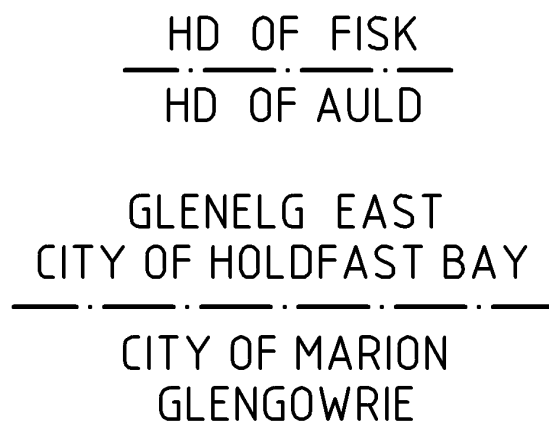 HD OF FISK
HD OF AULD
GLENELG EAST
CITY OF HOLDFAST BAY
CITY OF MARION
GLENGOWRIE